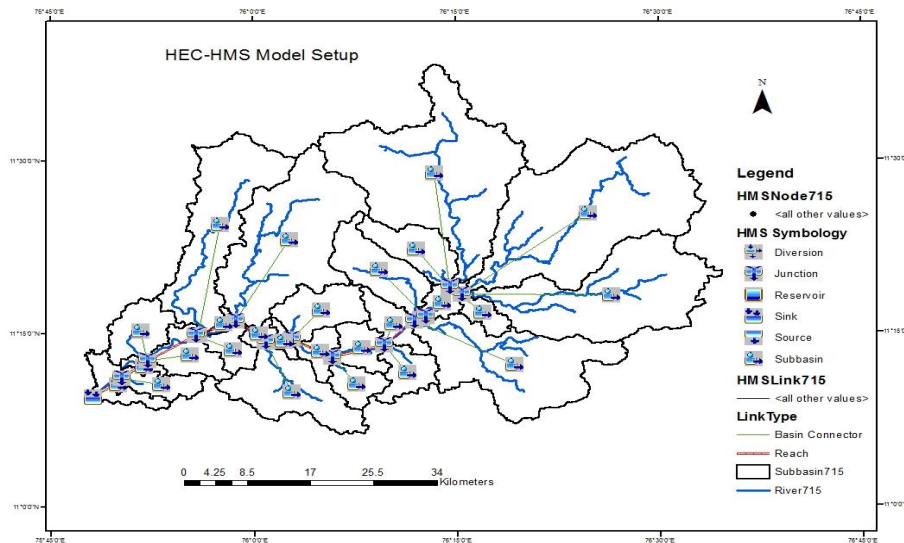 76°45'0"E 76°0'0"E 76°15'0"E 76°30'0"E 76°45'0"E
HEC-HMS Model Setup
N
11°30'0"N
11°30'0"
Legend
HMSNode715
<all other values>
HMS Symbology
Diversion
Junction
Reservoir
Sink
Source
Subbasin
HMSLink715
<all other values>
LinkType
Basin Connector
Reach
Subbasin715
River715
11°15'0"N
11°15'0"
0 4.25 8.5 17 25.5 34
Kilometers
11°0'0"N
11°0'0"
76°45'0"E 76°0'0"E 76°15'0"E 76°30'0"E 76°45'0"E